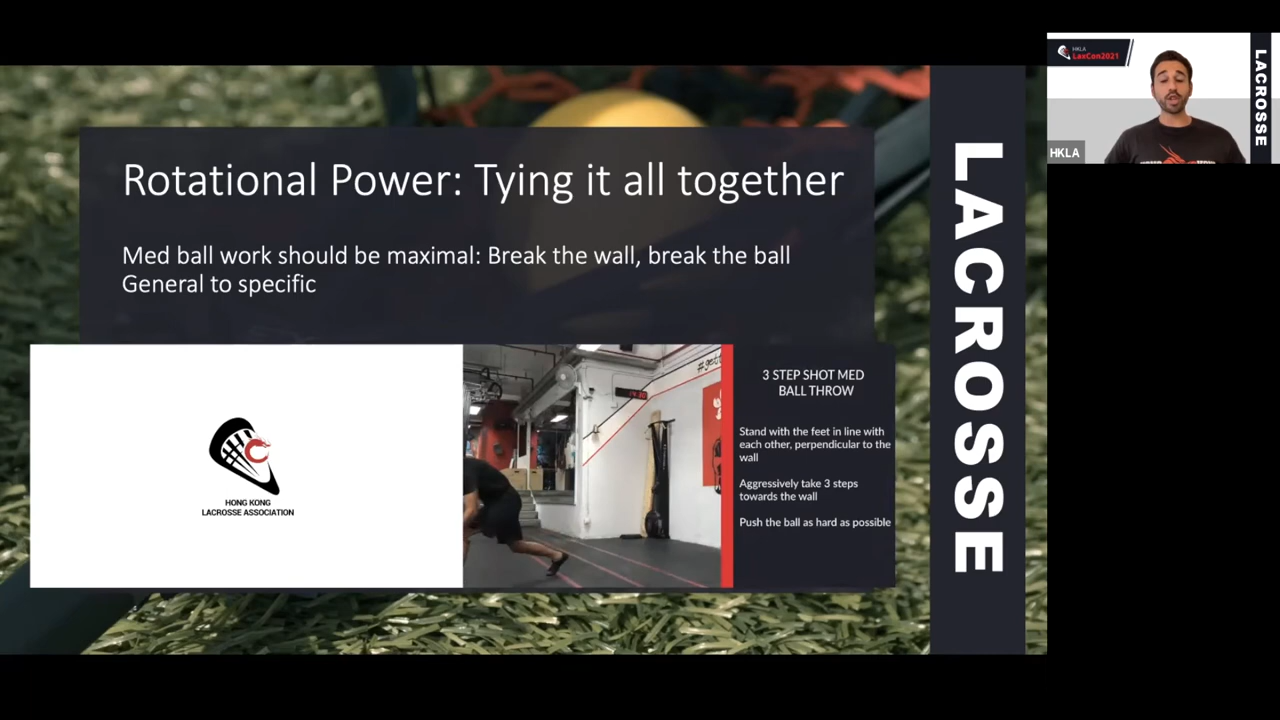 Rotational Power: Tying it all together
Med ball work should be maximal: Break the wall, break the ball
General to specific
HONG KONG
LACROSSE ASSOCIATION
3 STEP SHOT MED
BALL THROW
Stand with the feet in line with
each other, perpendicular to the
wall
Aggressively take 3 steps
towards the wall
Push the ball as hard as possible
LACROSSE
HKLA
LaxCon2021
LACROSSE
HKLA